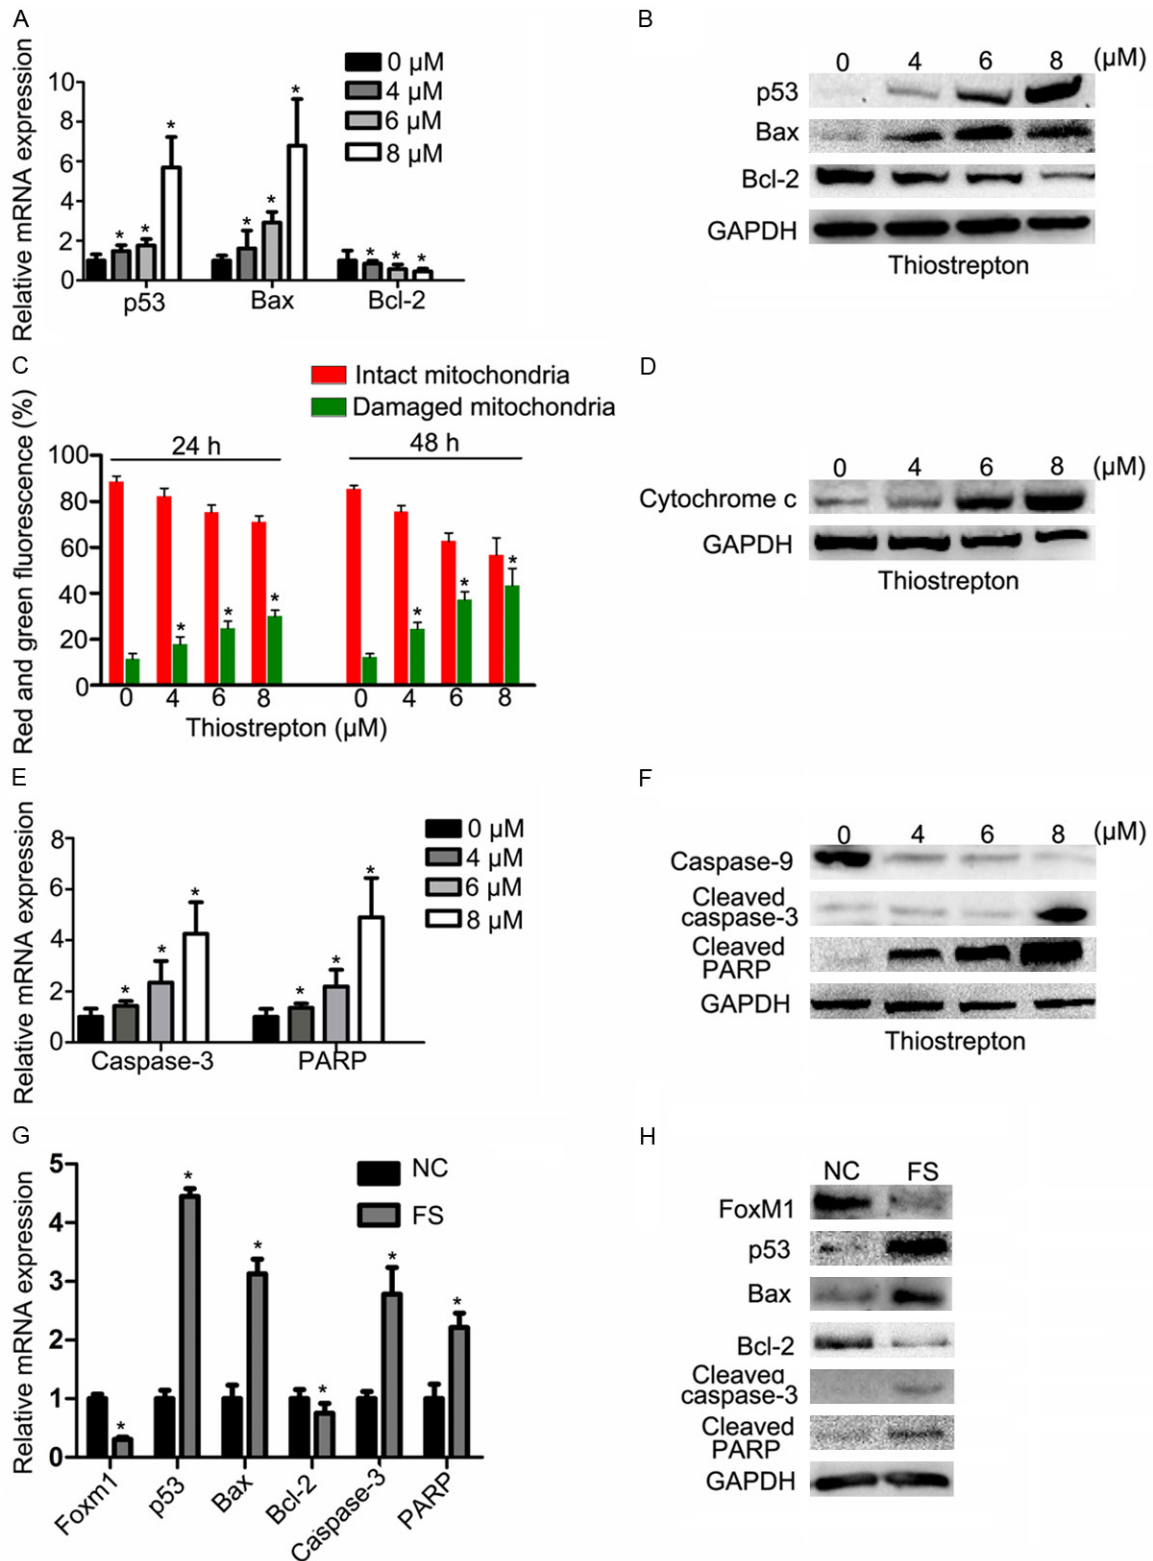 A
Relative mRNA expression
10
8
6
4
2
0
0 µM
4 µM
6 µM
8 µM
* * * * * * * * *
p53 Bax Bcl-2
B
0 4 6 8 (µM)
p53
Bax
Bcl-2
GAPDH
Thiostrepton
C
Red and green fluorescence (%)
Intact mitochondria
Damaged mitochondria
24 h 48 h
100
80
60
40
20
0
* * * * * *
0 4 6 8 0 4 6 8
Thiostrepton (µM)
D
0 4 6 8 (µM)
Cytochrome c
GAPDH
Thiostrepton
E
Relative mRNA expression
8
6
4
2
0
0 µM
4 µM
6 µM
8 µM
* * * * * *
Caspase-3 PARP
F
0 4 6 8 (µM)
Caspase-9
Cleaved
caspase-3
Cleaved
PARP
GAPDH
Thiostrepton
G
Relative mRNA expression
5
4
3
2
1
0
NC
FS
* * * * * *
Foxm1 p53 Bax Bcl-2 Caspase-3 PARP
H
NC FS
FoxM1
p53
Bax
Bcl-2
Cleaved
caspase-3
Cleaved
PARP
GAPDH